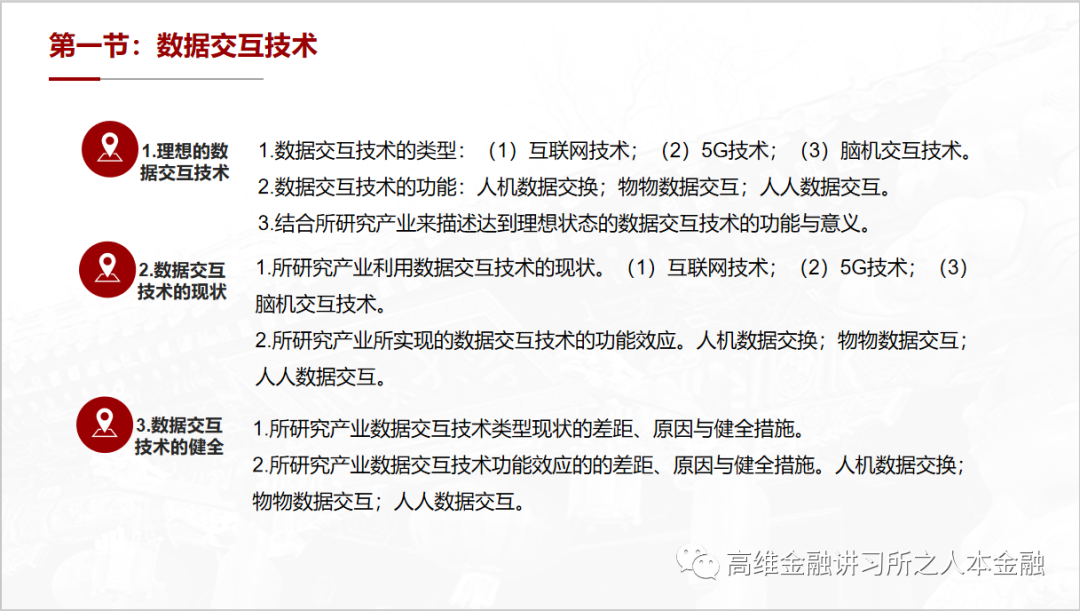 第一节：数据交互技术
1.理想的数
据交互技术
1.数据交互技术的类型：（1）互联网技术；（2）5G技术；（3）脑机交互技术。
2.数据交互技术的功能：人机数据交换；物物数据交互；人人数据交互。
3.结合所研究产业来描述达到理想状态的数据交互技术的功能与意义。
2.数据交互
技术的现状
1.所研究产业利用数据交互技术的现状。（1）互联网技术；（2）5G技术；（3）
脑机交互技术。
2.所研究产业所实现的数据交互技术的功能效应。人机数据交换；物物数据交互；
人人数据交互。
3.数据交互
技术的健全
1.所研究产业数据交互技术类型现状的差距、原因与健全措施。
2.所研究产业数据交互技术功能效应的的差距、原因与健全措施。人机数据交换；
物物数据交互；人人数据交互。
高维金融讲习所之人本金融